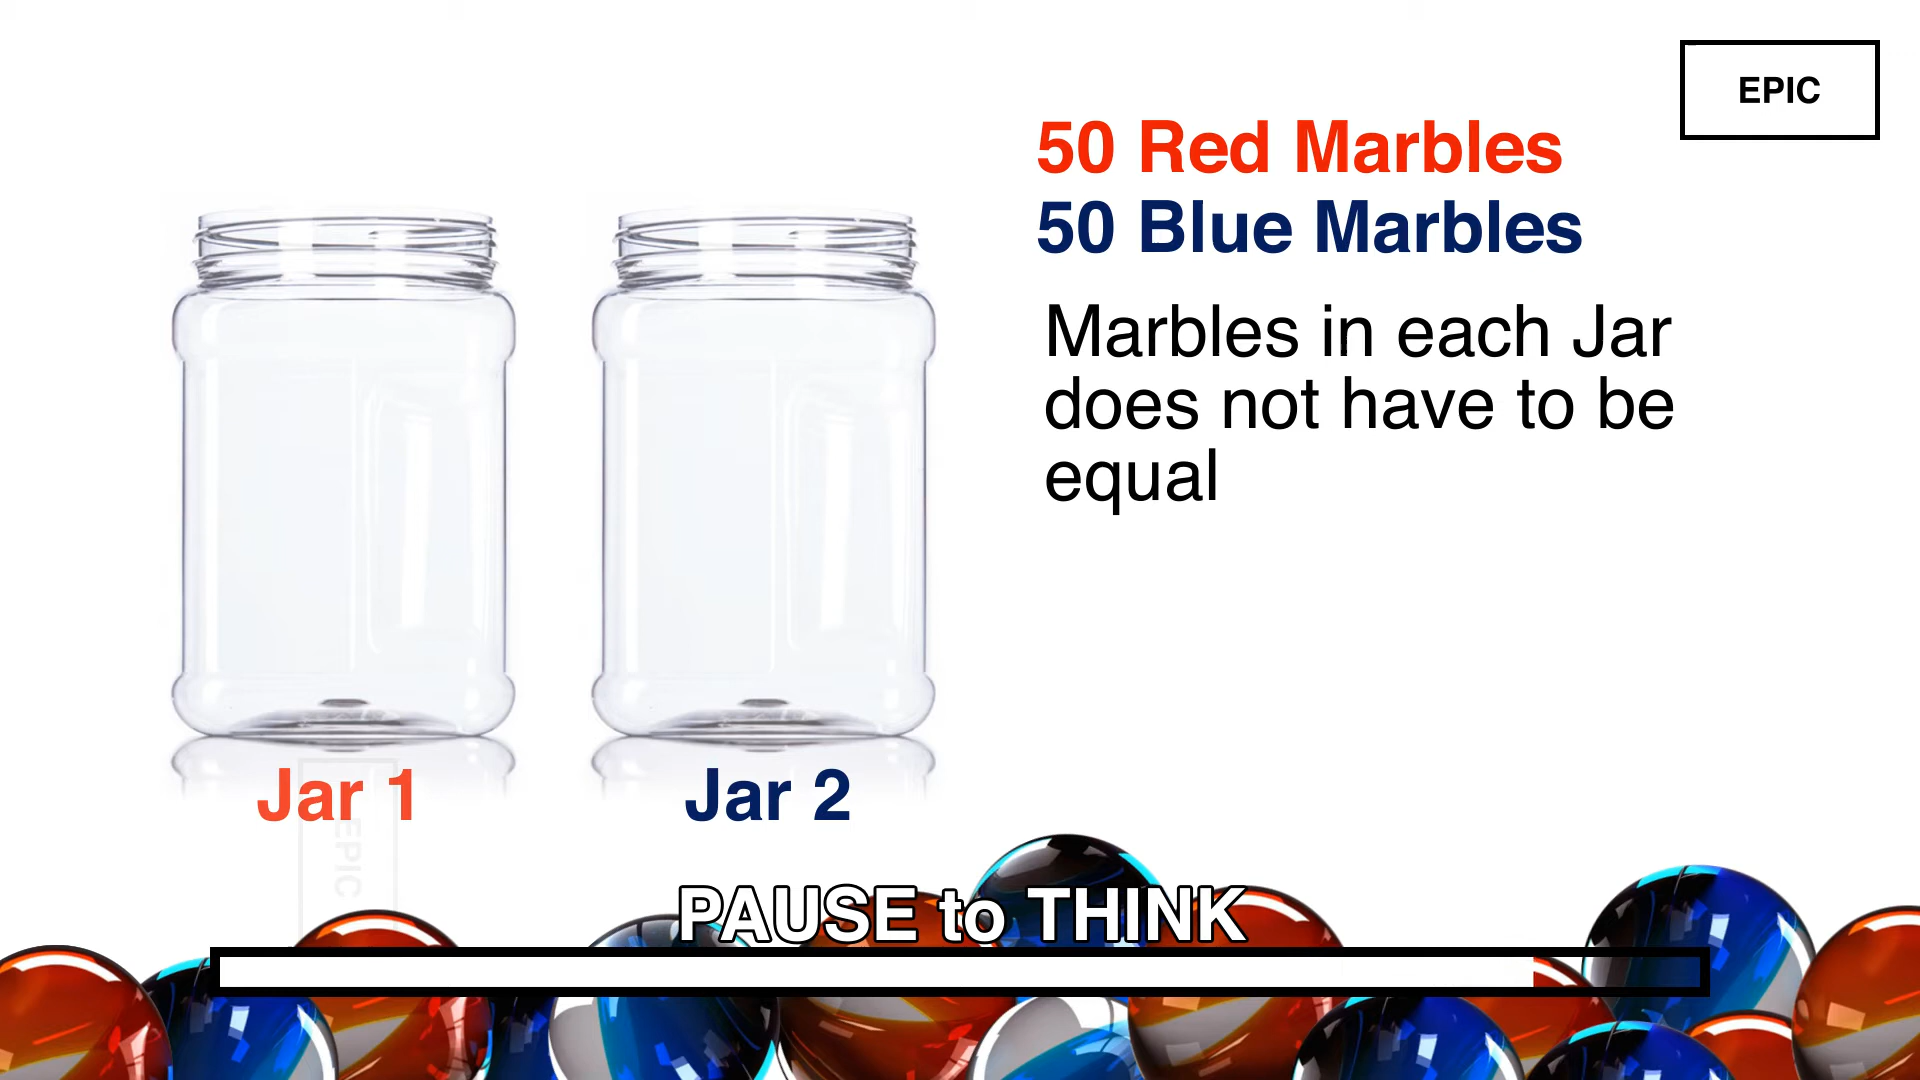 EPIC
50 Red Marbles
50 Blue Marbles
Marbles in each Jar
does not have to be
equal
Jar 1
Jar 2
EPIC
PAUSE to THINK